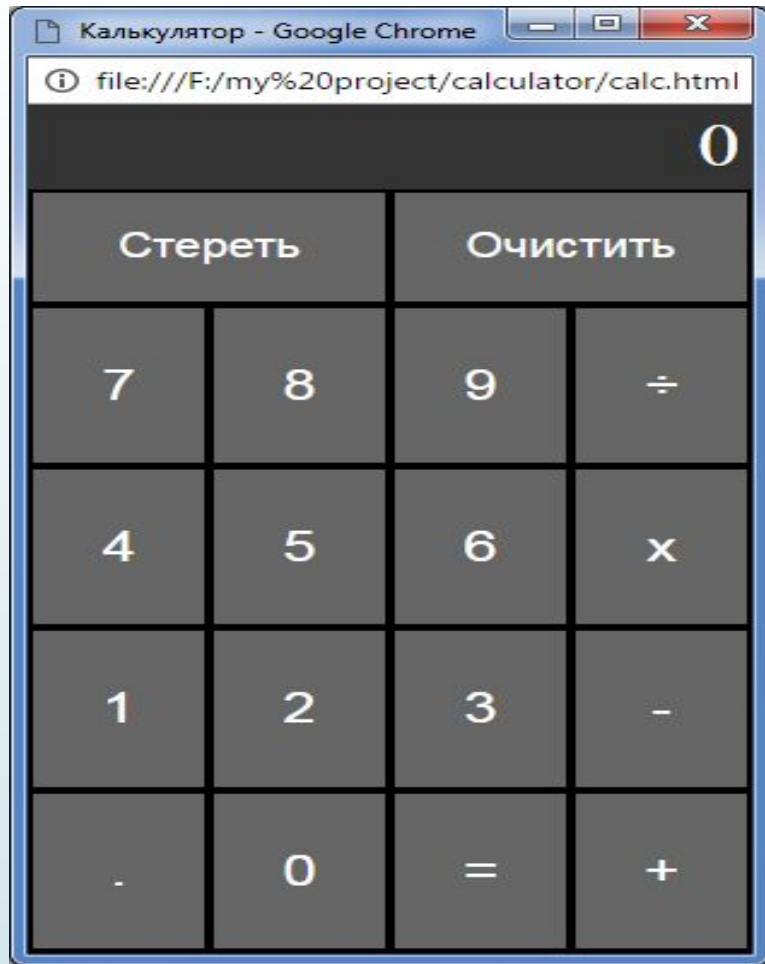 Калькулятор - Google Chrome
file:///F:/my%20project/calculator/calc.html
0
Стереть Очистить
7 8 9 ÷
4 5 6 x
1 2 3 -
. 0 = +